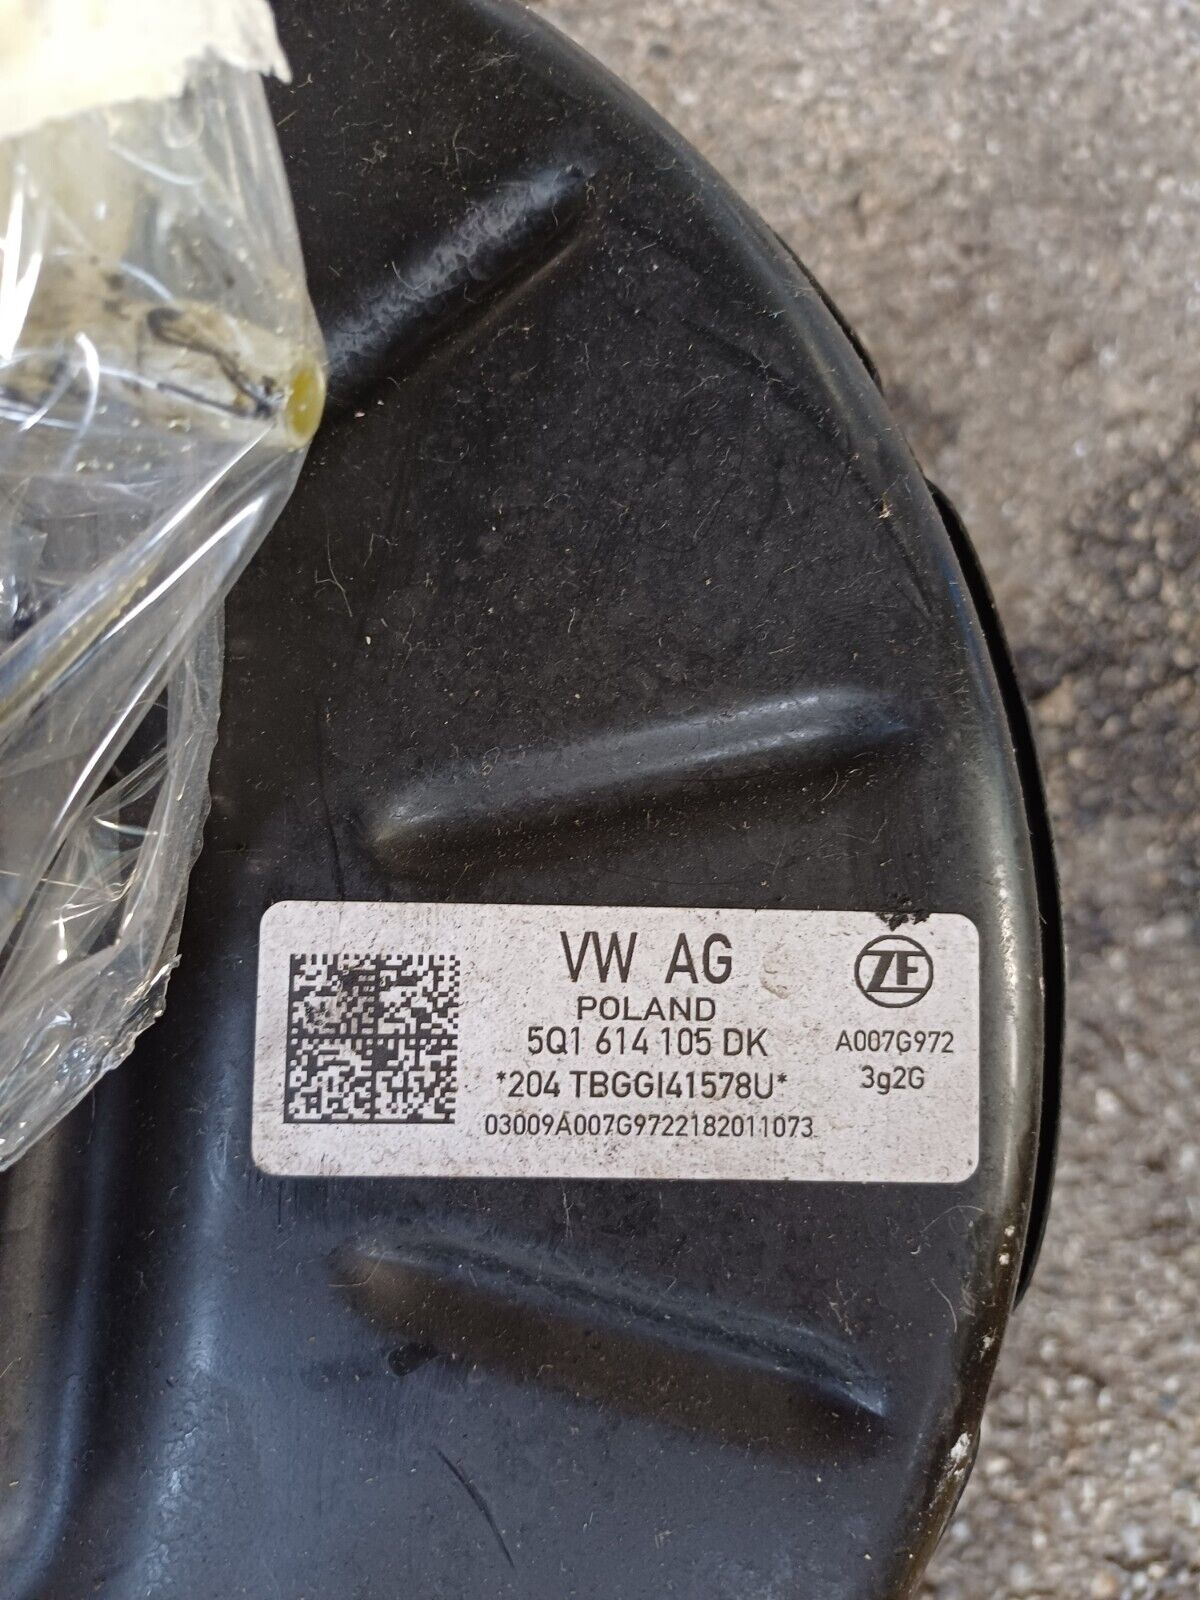 VW AG
POLAND
5Q1 614 105 DK
*204 TBGGI41578U*
03009A007G9722182011073
ZF
A007G972
3g2G